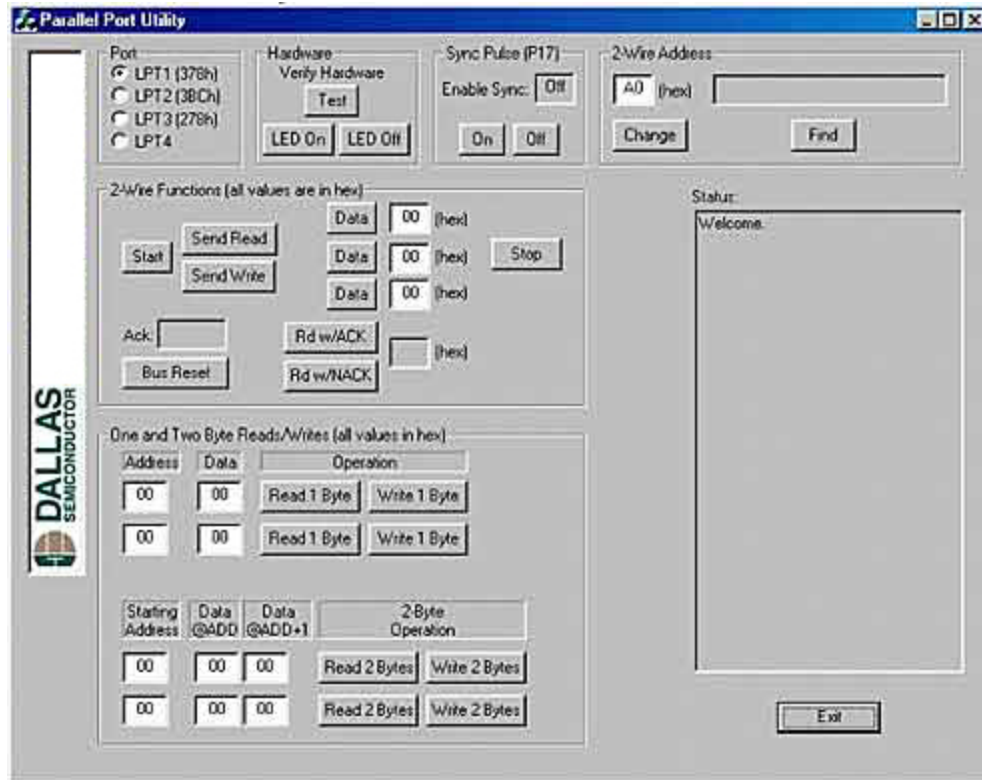 Parallel Port Utility
Port
LPT1 (378h)
LPT2 (3BCh)
LPT3 (278h)
LPT4
Hardware
Verify Hardware
Test
LED On LED Off
Sync Pulse (P17)
Enable Sync: Off
On Off
2-Wire Address
A0 (hex)
Change Find
2-Wire Functions (all values are in hex)
Start
Send Read
Send Write
Data 00 (hex)
Data 00 (hex)
Data 00 (hex)
Stop
Ack:
Bus Reset
Rd w/ACK
Rd w/NACK
(hex)
Status:
Welcome.
DALLAS
SEMICONDUCTOR
One and Two Byte Reads/Writes (all values in hex)
Address Data Operation
00 00 Read 1 Byte Write 1 Byte
00 00 Read 1 Byte Write 1 Byte
Starting Data Data 2-Byte
Address @ADD @ADD+1 Operation
00 00 00 Read 2 Bytes Write 2 Bytes
00 00 00 Read 2 Bytes Write 2 Bytes
Exit